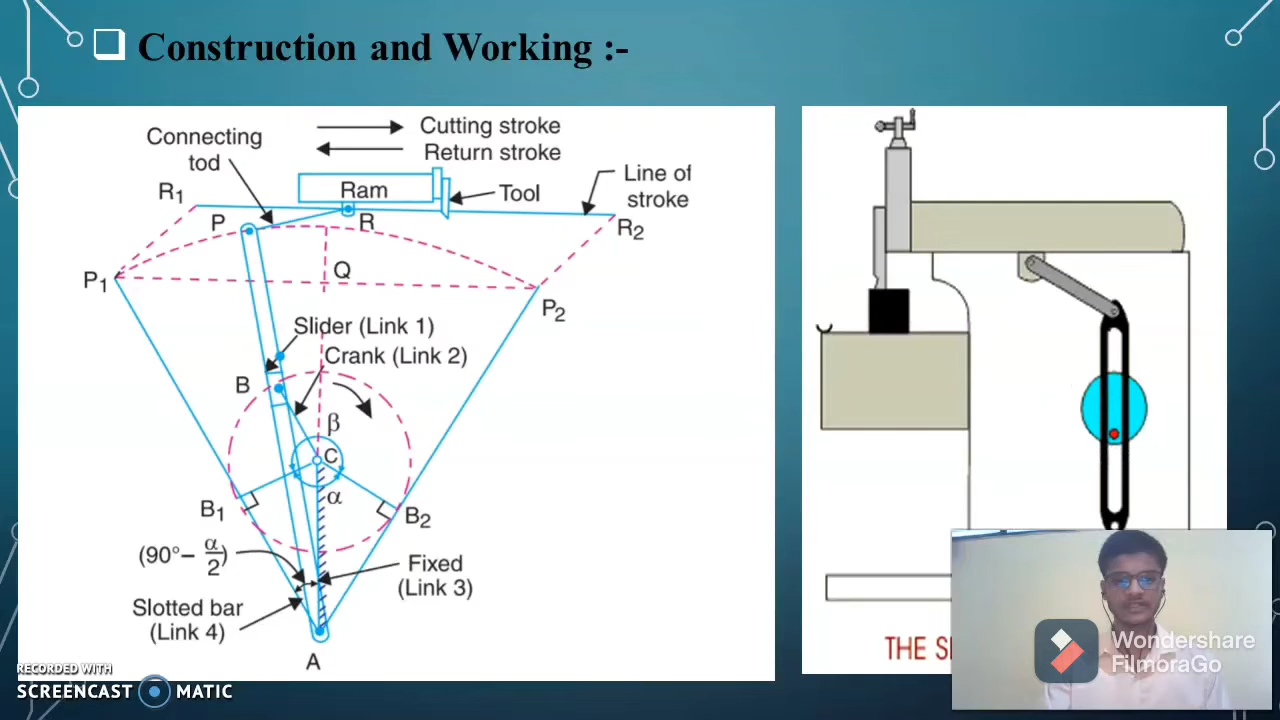 Construction and Working :-
Connecting
tod
Cutting stroke
Return stroke
Line of
stroke
R1
Ram
Tool
P
R
R2
P1
Q
P2
Slider (Link 1)
Crank (Link 2)
B
β
C
α
B1
B2
(90°– α/2)
Fixed
(Link 3)
Slotted bar
(Link 4)
A
THE
RECORDED WITH
SCREENCAST MATIC
Wondershare
FilmoraGo